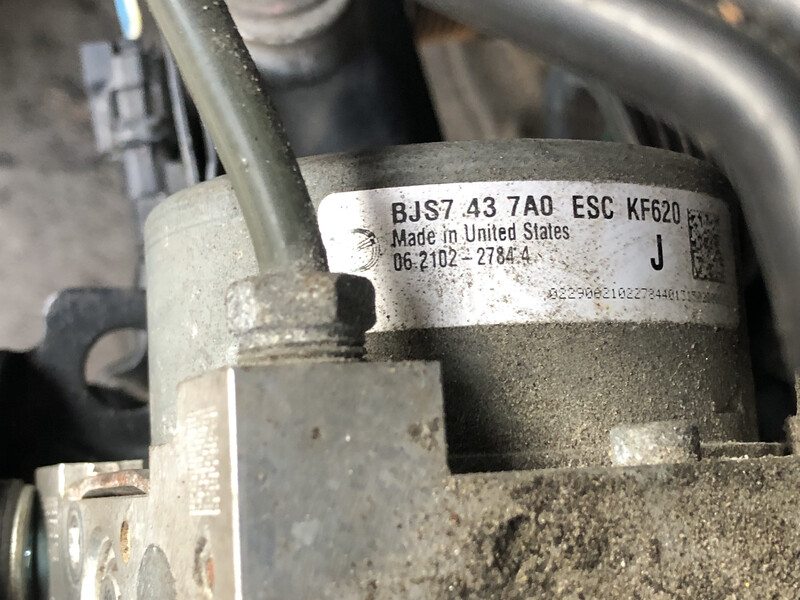 BJS7 43 7A0 ESC KF620
Made in United States
06.2102-2784.4
J